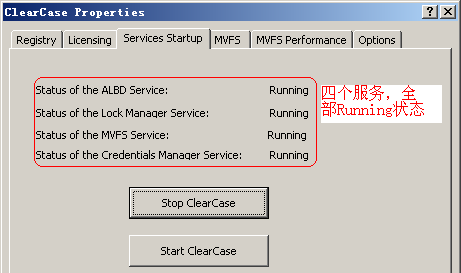 ClearCase Properties
Registry Licensing Services Startup MVFS MVFS Performance Options
Status of the ALBD Service: Running
Status of the Lock Manager Service: Running
Status of the MVFS Service: Running
Status of the Credentials Manager Service: Running
四个服务，全
部Running状态
Stop ClearCase
Start ClearCase